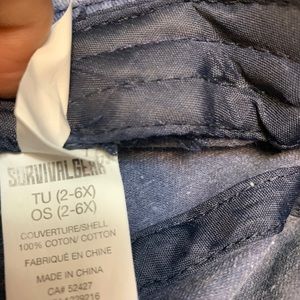 SURVIVALGEAR
TU (2-6X)
OS (2-6X)
COUVERTURE/SHELL
100% COTON/ COTTON
FABRIQUÉ EN CHINE
MADE IN CHINA
CA# 52427